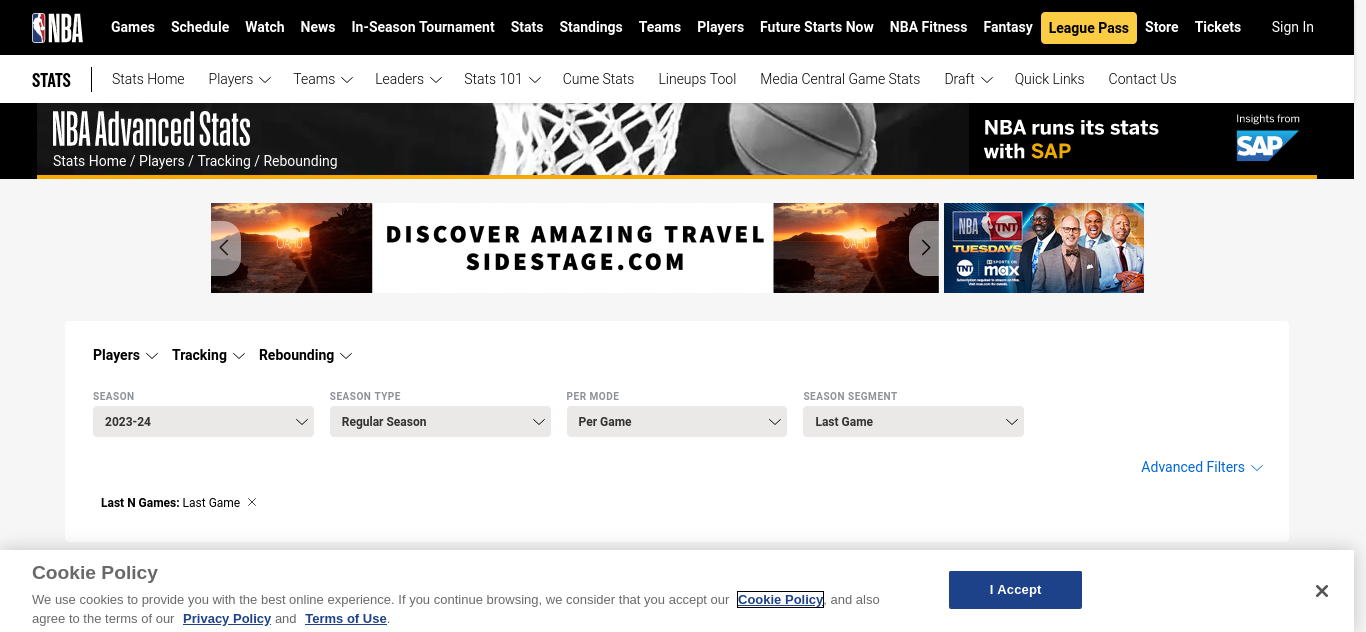 NBA Games Schedule Watch News In-Season Tournament Stats Standings Teams Players Future Starts Now NBA Fitness Fantasy League Pass Store Tickets Sign In
STATS Stats Home Players Teams Leaders Stats 101 Cume Stats Lineups Tool Media Central Game Stats Draft Quick Links Contact Us
NBA Advanced Stats
Stats Home / Players / Tracking / Rebounding
NBA runs its stats
with SAP
Insights from
SAP
OAHU
DISCOVER AMAZING TRAVEL
SIDESTAGE.COM
OAHU
NBA TNT
TUESDAYS
TNT
max
Players Tracking Rebounding
SEASON SEASON TYPE PER MODE SEASON SEGMENT
2023-24 Regular Season Per Game Last Game
Advanced Filters
Last N Games: Last Game
Cookie Policy
We use cookies to provide you with the best online experience. If you continue browsing, we consider that you accept our Cookie Policy, and also
agree to the terms of our Privacy Policy and Terms of Use.
I Accept